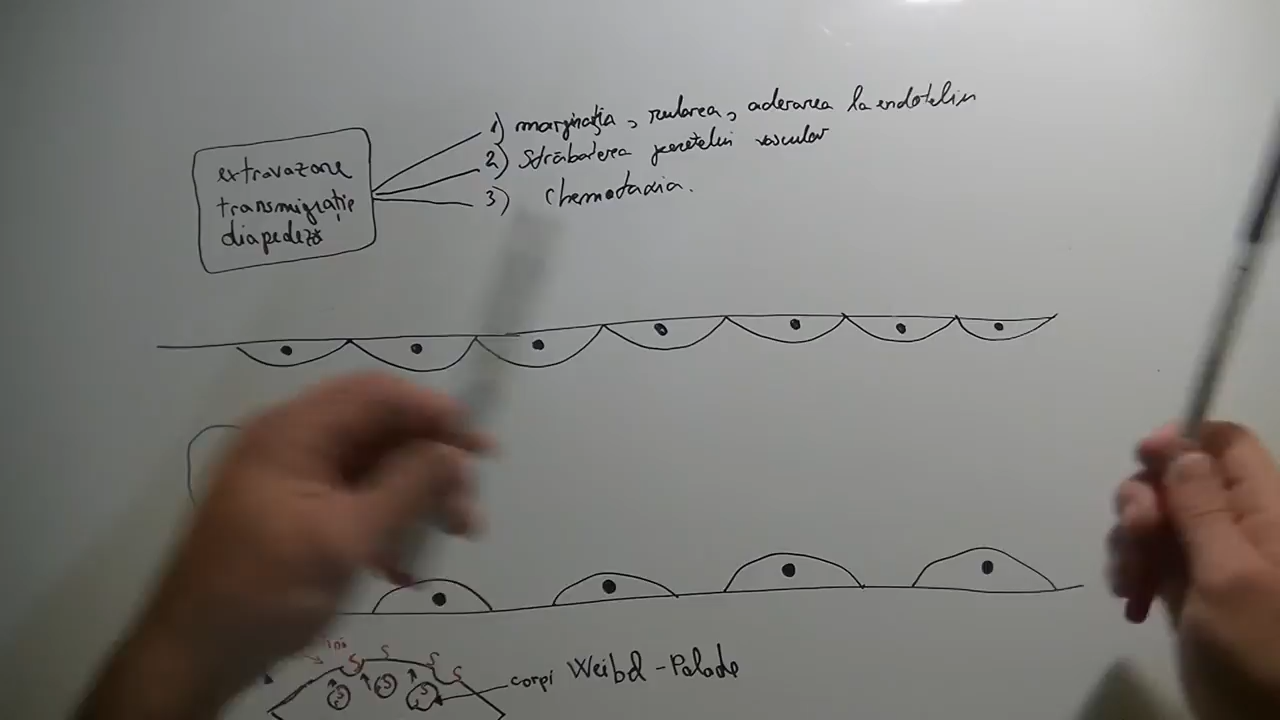 extravazare
transmigrație
diapedeză
1) marginația, rularea, aderarea la endoteliu
2) Străbaterea peretelui vascular
3) Chemotaxia.
S S S S
S S S
corpi Weibel-Palade